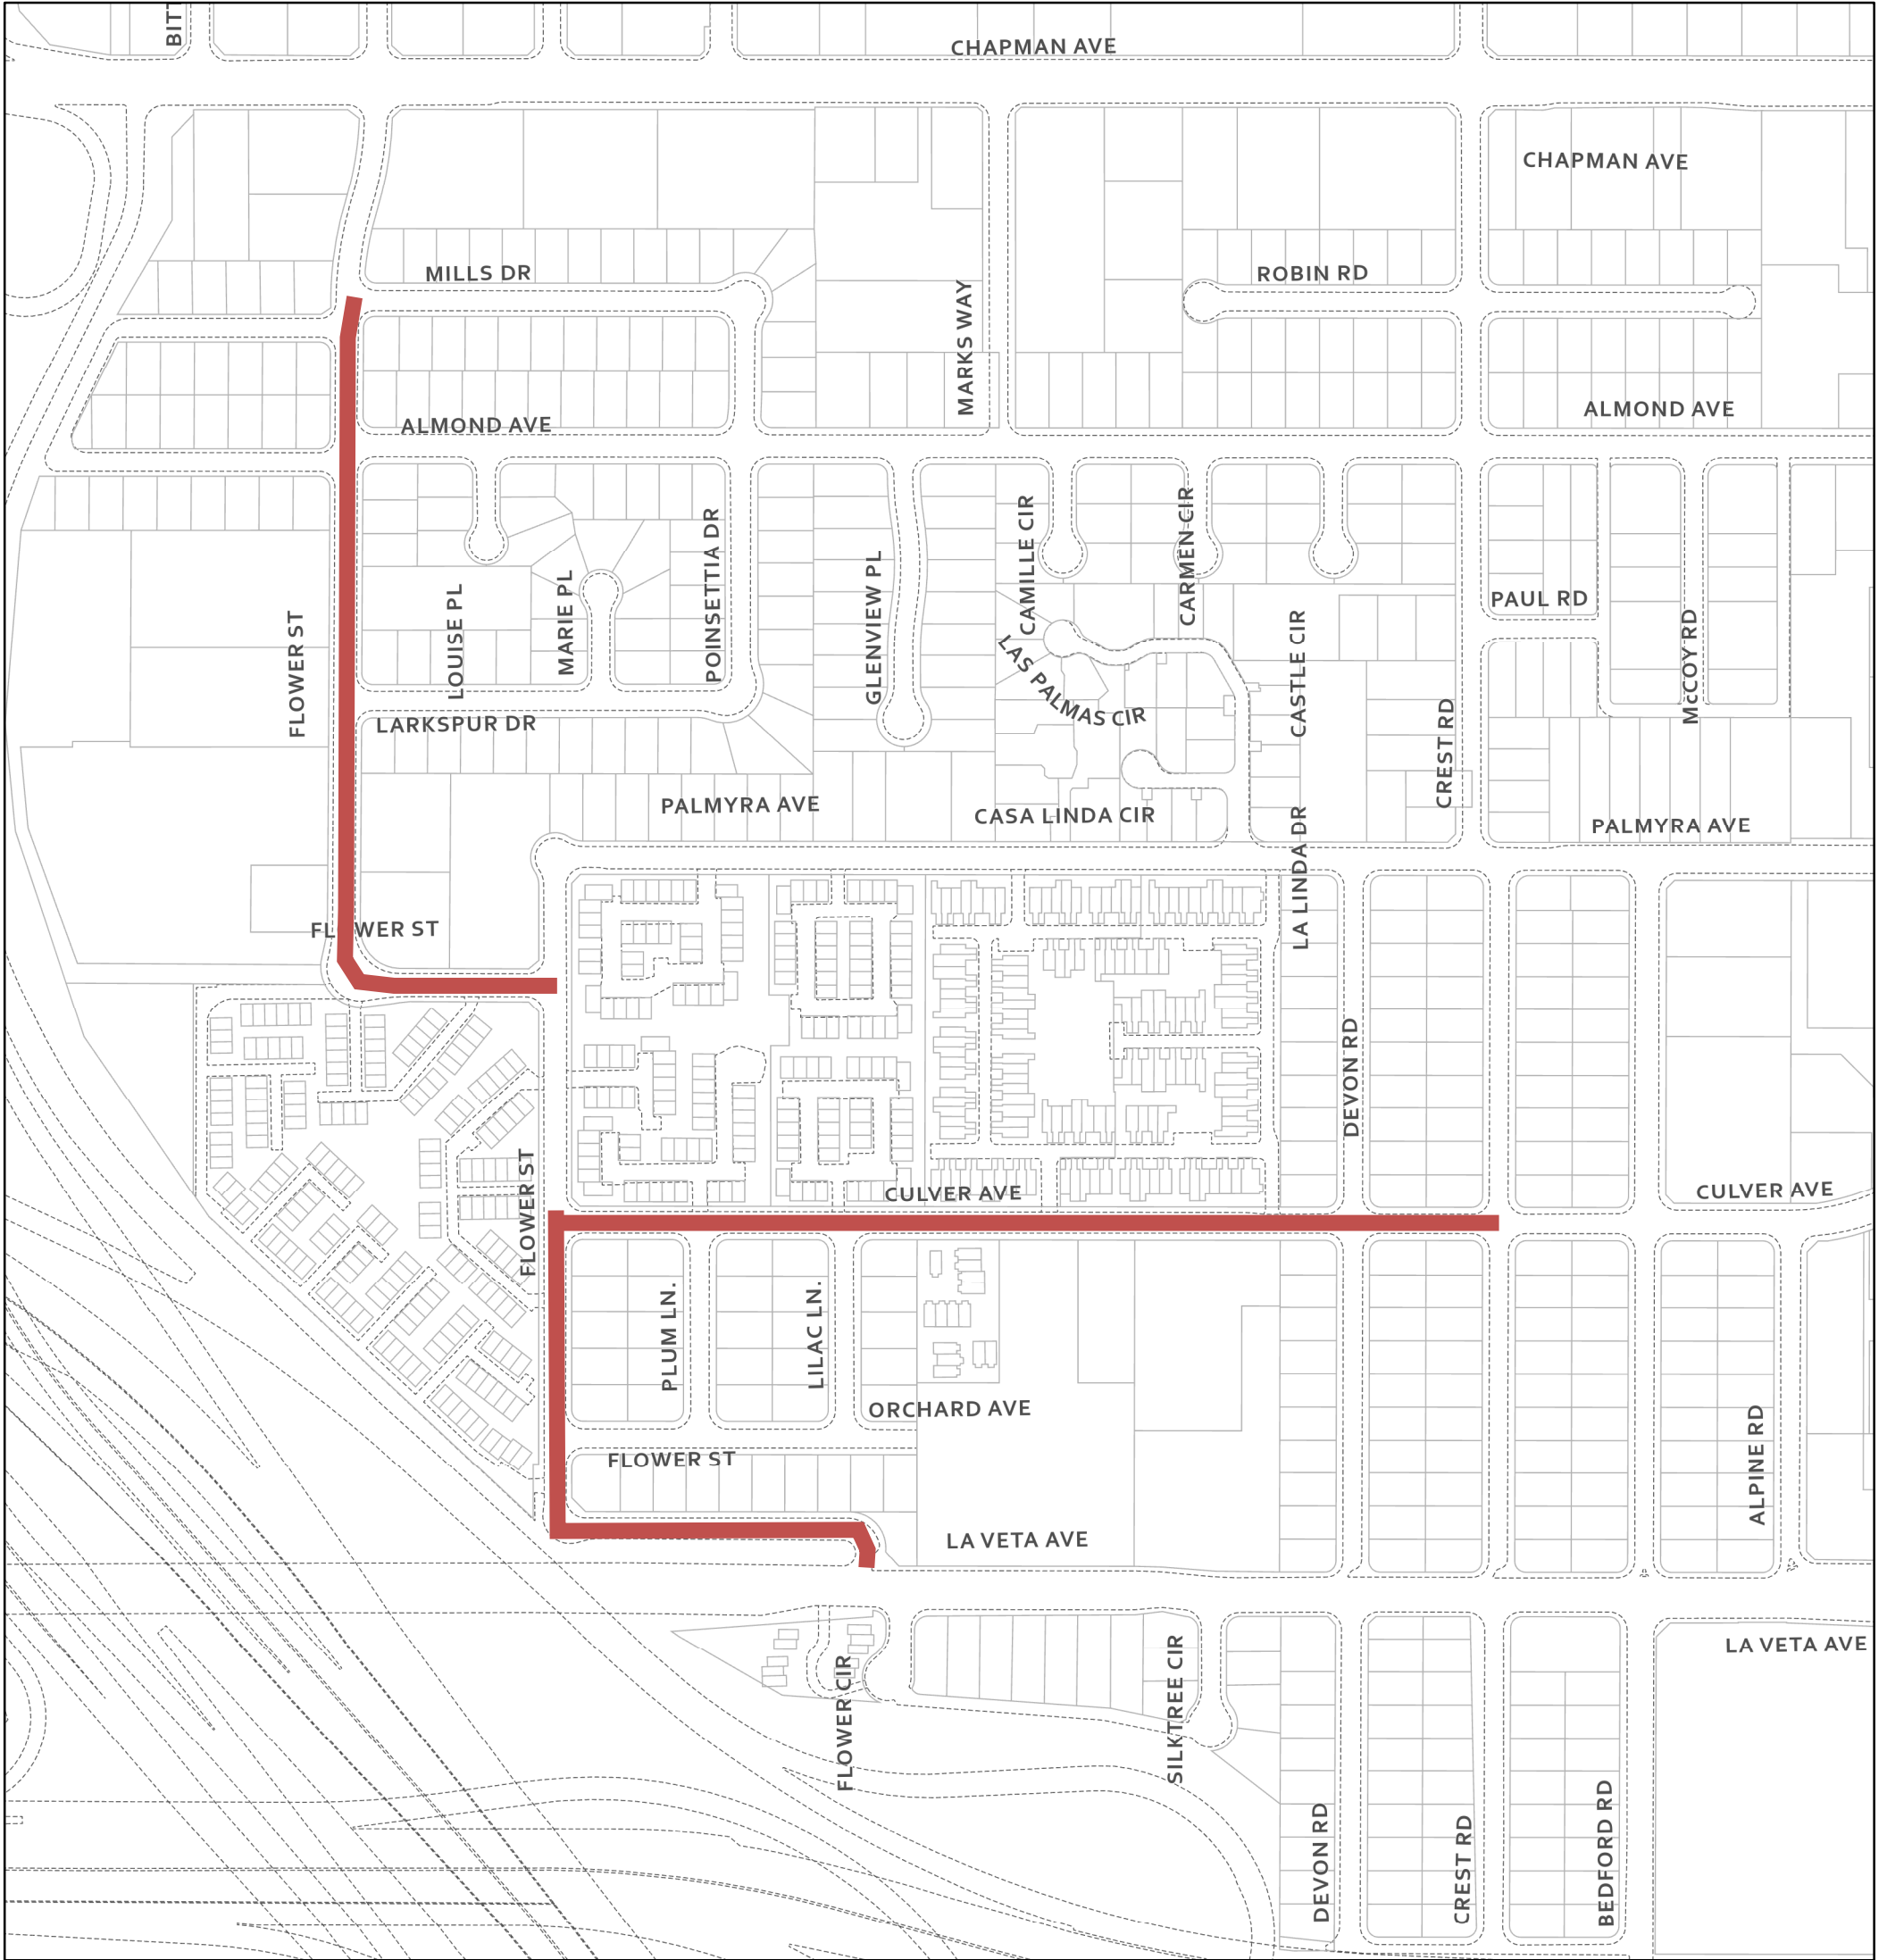 BITT
CHAPMAN AVE
CHAPMAN AVE
MILLS DR
ROBIN RD
MARKS WAY
ALMOND AVE
ALMOND AVE
FLOWER ST
LOUISE PL
MARIE PL
POINSETTIA DR
GLENVIEW PL
CAMILLE CIR
CARMEN CIR
LAS PALMAS CIR
CASTLE CIR
CREST RD
PAUL RD
McCOY RD
LARKSPUR DR
PALMYRA AVE
CASA LINDA CIR
LA LINDA DR
PALMYRA AVE
FLOWER ST
DEVON RD
FLOWER ST
CULVER AVE
CULVER AVE
PLUM LN.
LILAC LN.
ORCHARD AVE
FLOWER ST
ALPINE RD
LA VETA AVE
LA VETA AVE
FLOWER CIR
SILKTREE CIR
DEVON RD
CREST RD
BEDFORD RD